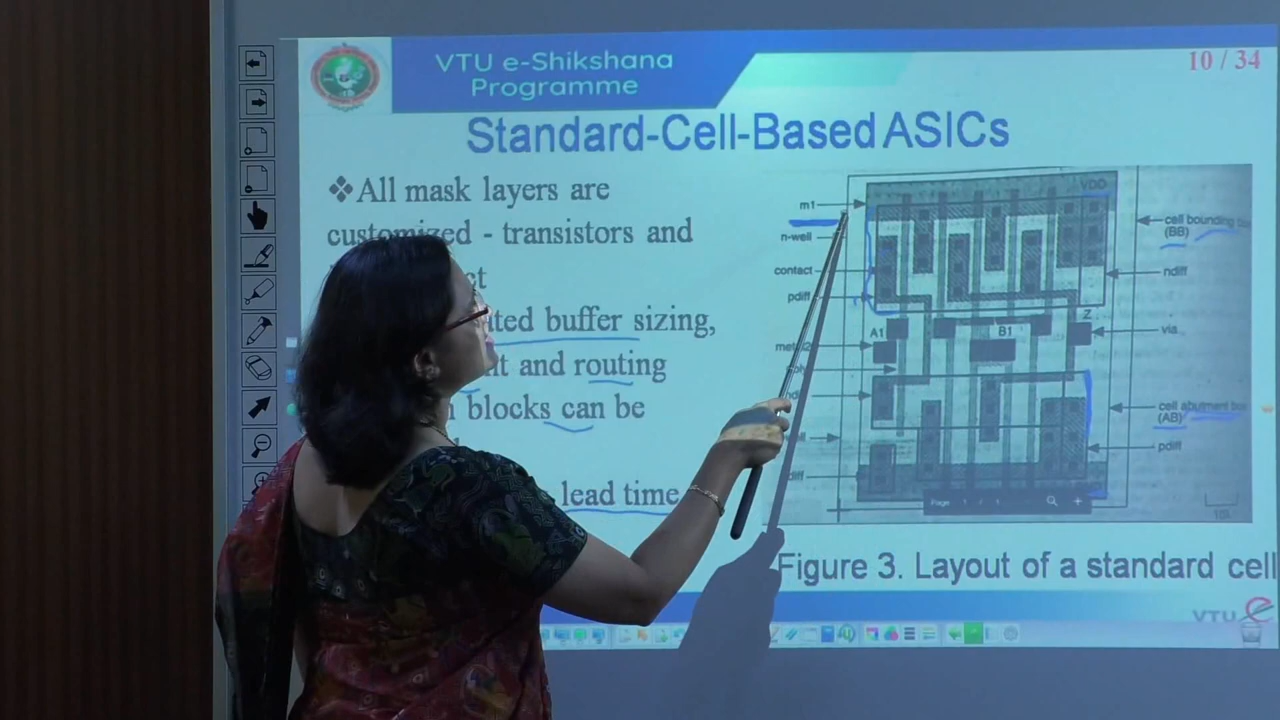 VTU e-Shikshana
Programme
10 / 34
Standard-Cell-Based ASICs
❖All mask layers are
customized - transistors and
buffer sizing,
and routing
blocks can be
lead time
m1
n-well
contact
pdiff
VDD
cell bounding
(BB)
ndiff
A1
B1
Z
via
cell abutment
(AB)
pdiff
Page
Figure 3. Layout of a standard cell
VTU